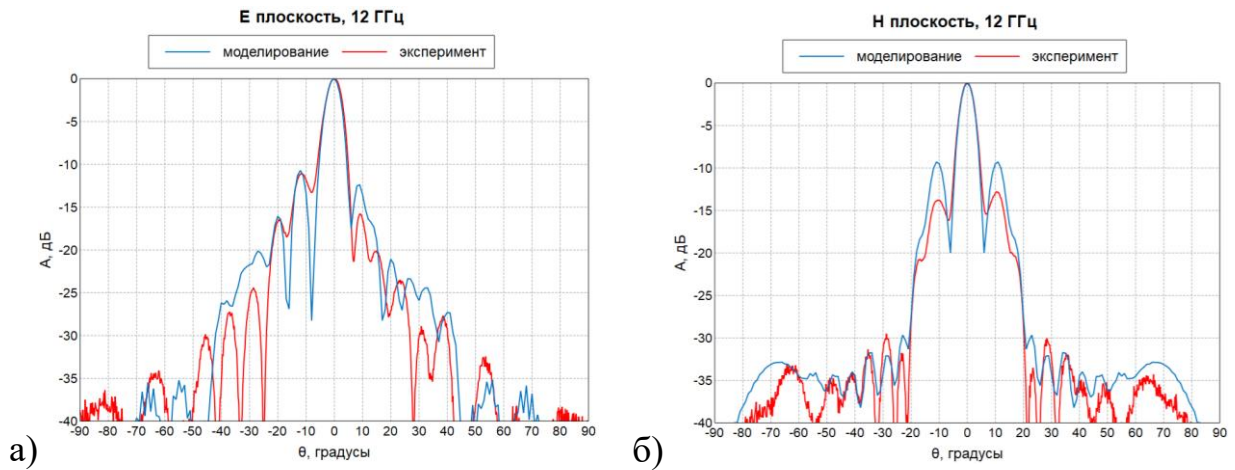 Е плоскость, 12 ГГц
моделирование эксперимент
0
-5
-10
-15
-20
-25
-30
-35
-40
А, дБ
-90 -80 -70 -60 -50 -40 -30 -20 -10 0 10 20 30 40 50 60 70 80 90
θ, градусы
а)
Н плоскость, 12 ГГц
моделирование эксперимент
0
-5
-10
-15
-20
-25
-30
-35
-40
А, дБ
-90 -80 -70 -60 -50 -40 -30 -20 -10 0 10 20 30 40 50 60 70 80 90
θ, градусы
б)